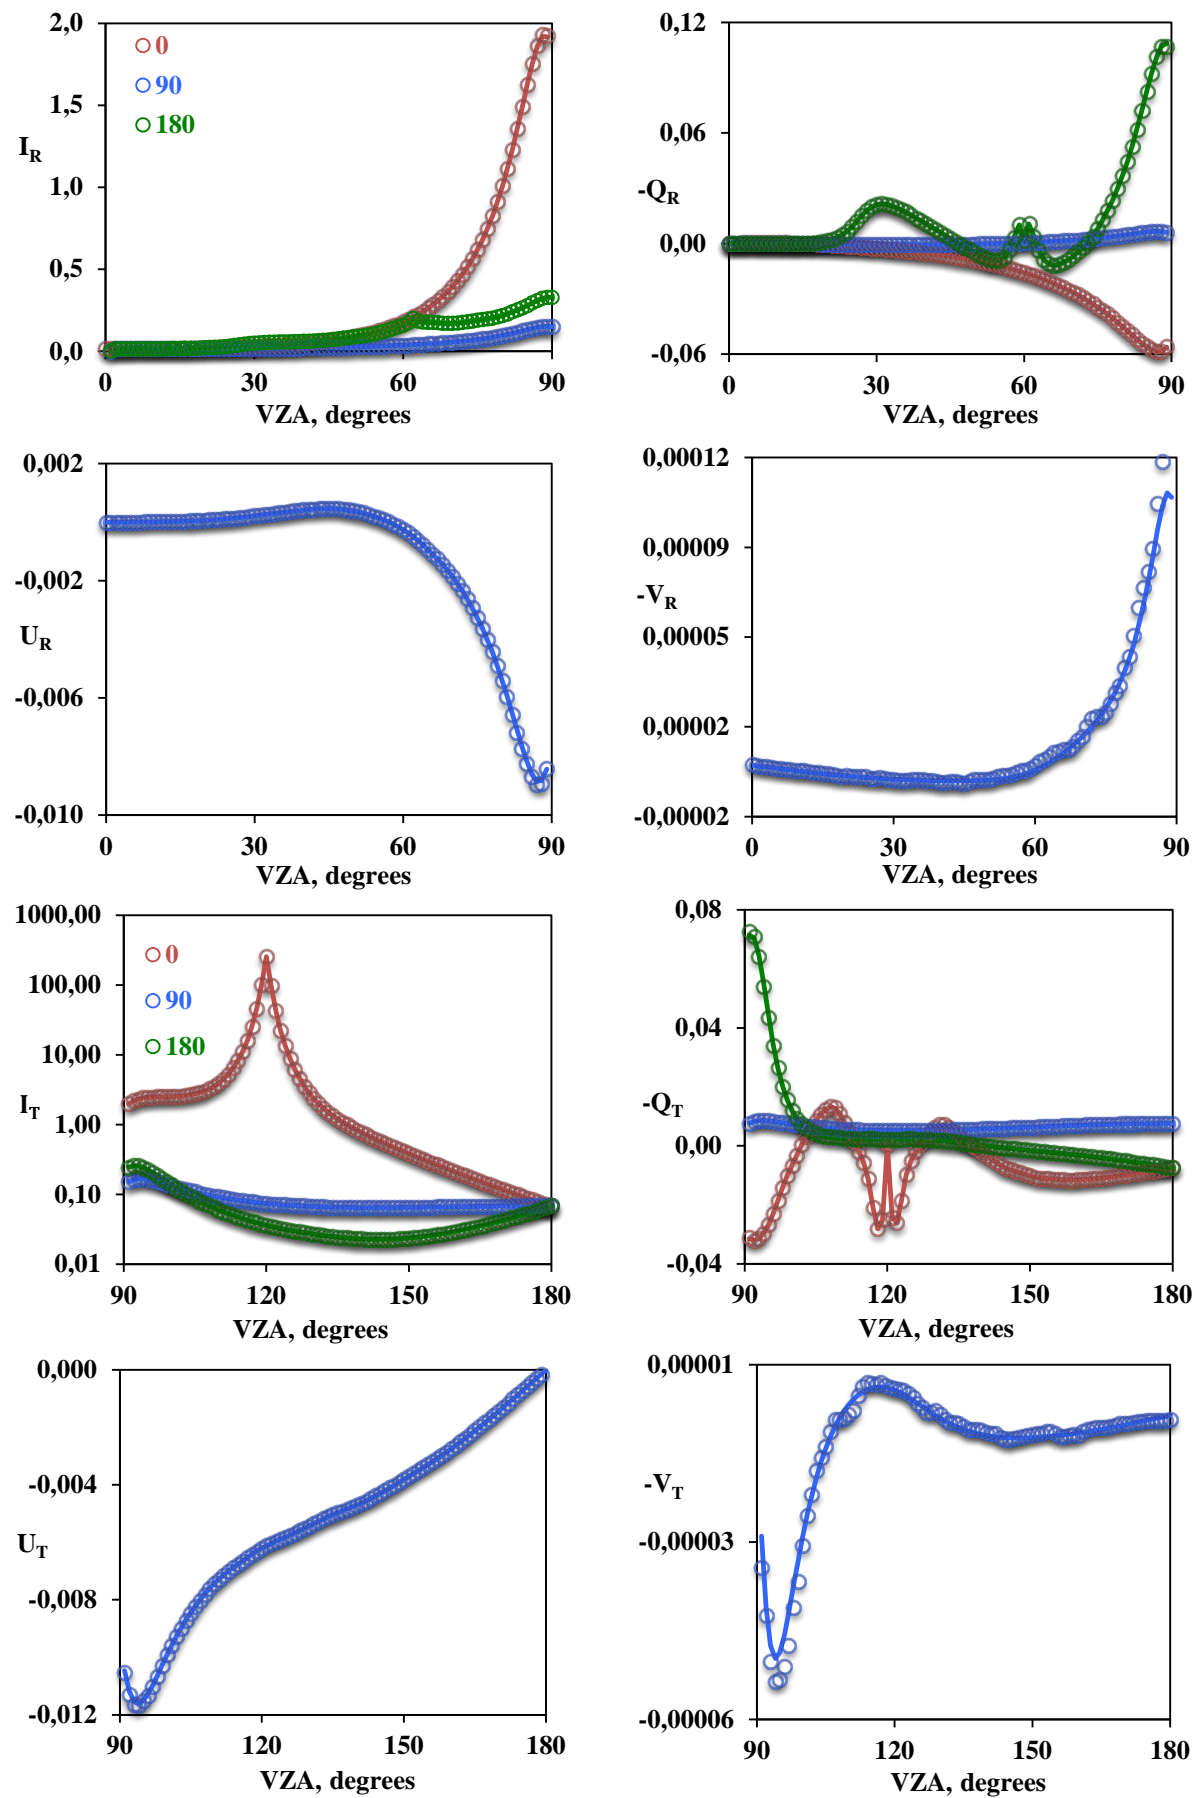 2,0
1,5
1,0
0,5
0,0
I_R
0
90
180
0 30 60 90
VZA, degrees
0,12
0,06
0,00
-0,06
-Q_R
0 30 60 90
VZA, degrees
0,002
-0,002
-0,006
-0,010
U_R
0 30 60 90
VZA, degrees
0,00012
0,00009
0,00005
0,00002
-0,00002
-V_R
0 30 60 90
VZA, degrees
1000,00
100,00
10,00
1,00
0,10
0,01
I_T
0
90
180
90 120 150 180
VZA, degrees
0,08
0,04
0,00
-0,04
-Q_T
90 120 150 180
VZA, degrees
0,000
-0,004
-0,008
-0,012
U_T
90 120 150 180
VZA, degrees
0,00001
-0,00003
-0,00006
-V_T
90 120 150 180
VZA, degrees